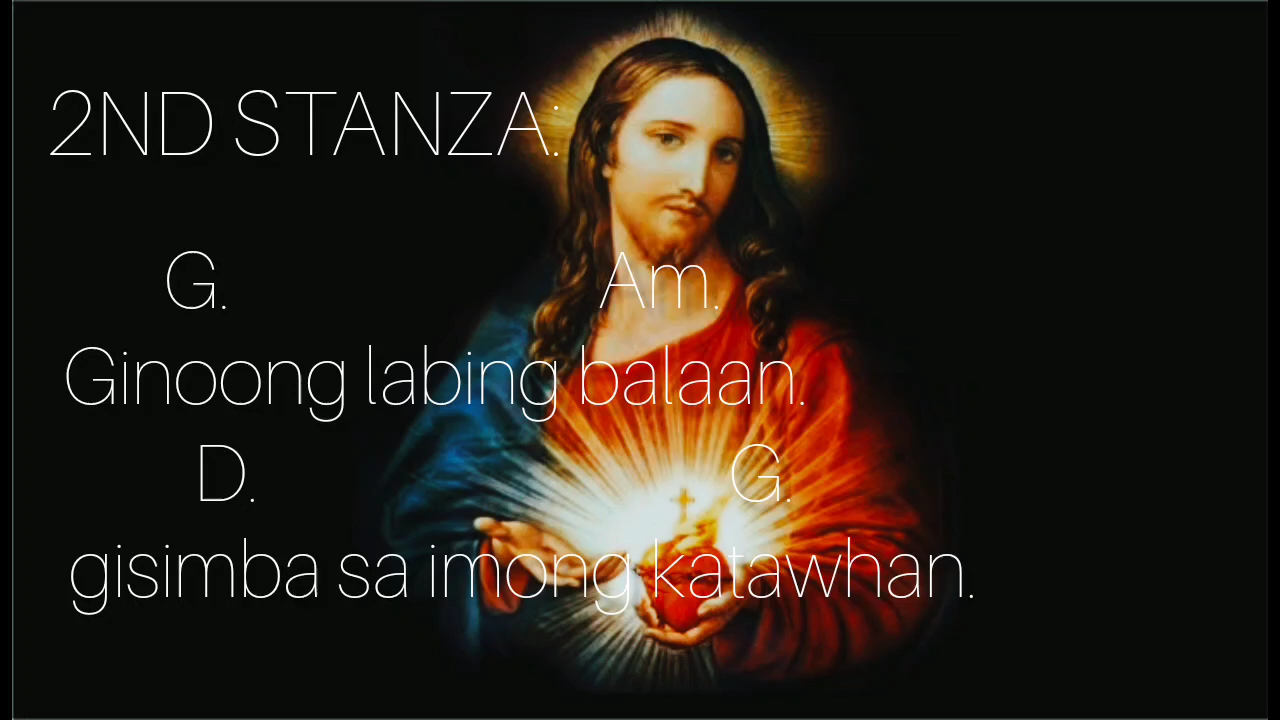 2ND STANZA:
G. Am.
Ginoong labing balaan.
D. G.
gisimba sa imong katawhan.